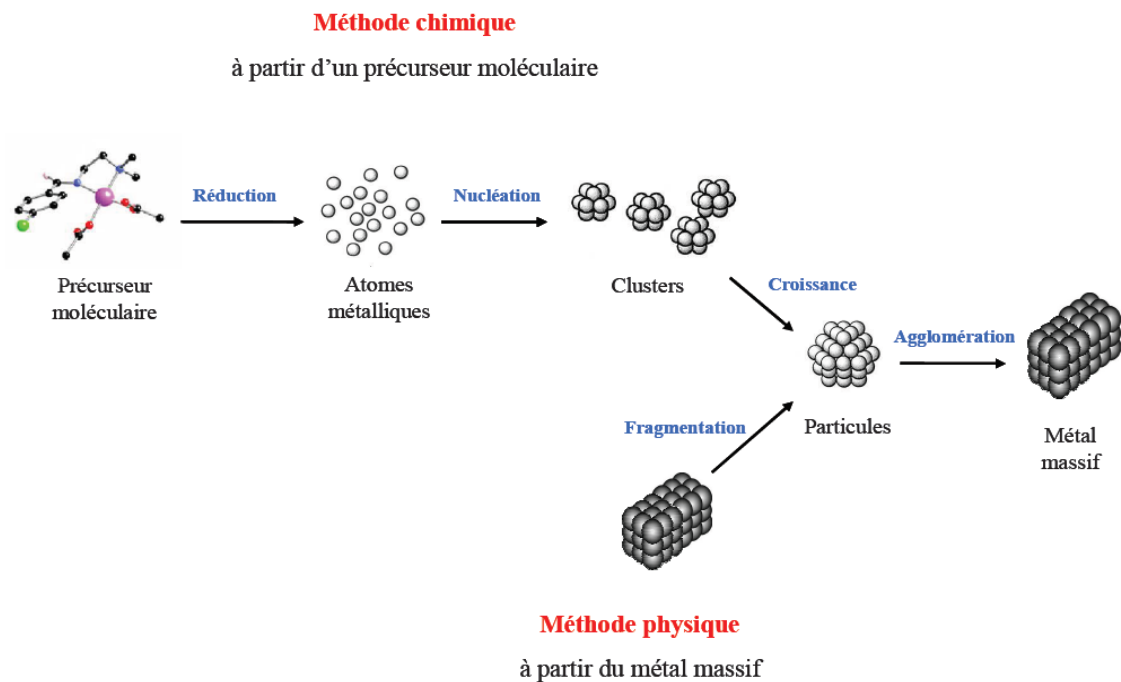 Méthode chimique
à partir d'un précurseur moléculaire
Réduction
Nucléation
Précurseur
moléculaire
Atomes
métalliques
Clusters
Croissance
Agglomération
Fragmentation
Particules
Métal
massif
Méthode physique
à partir du métal massif